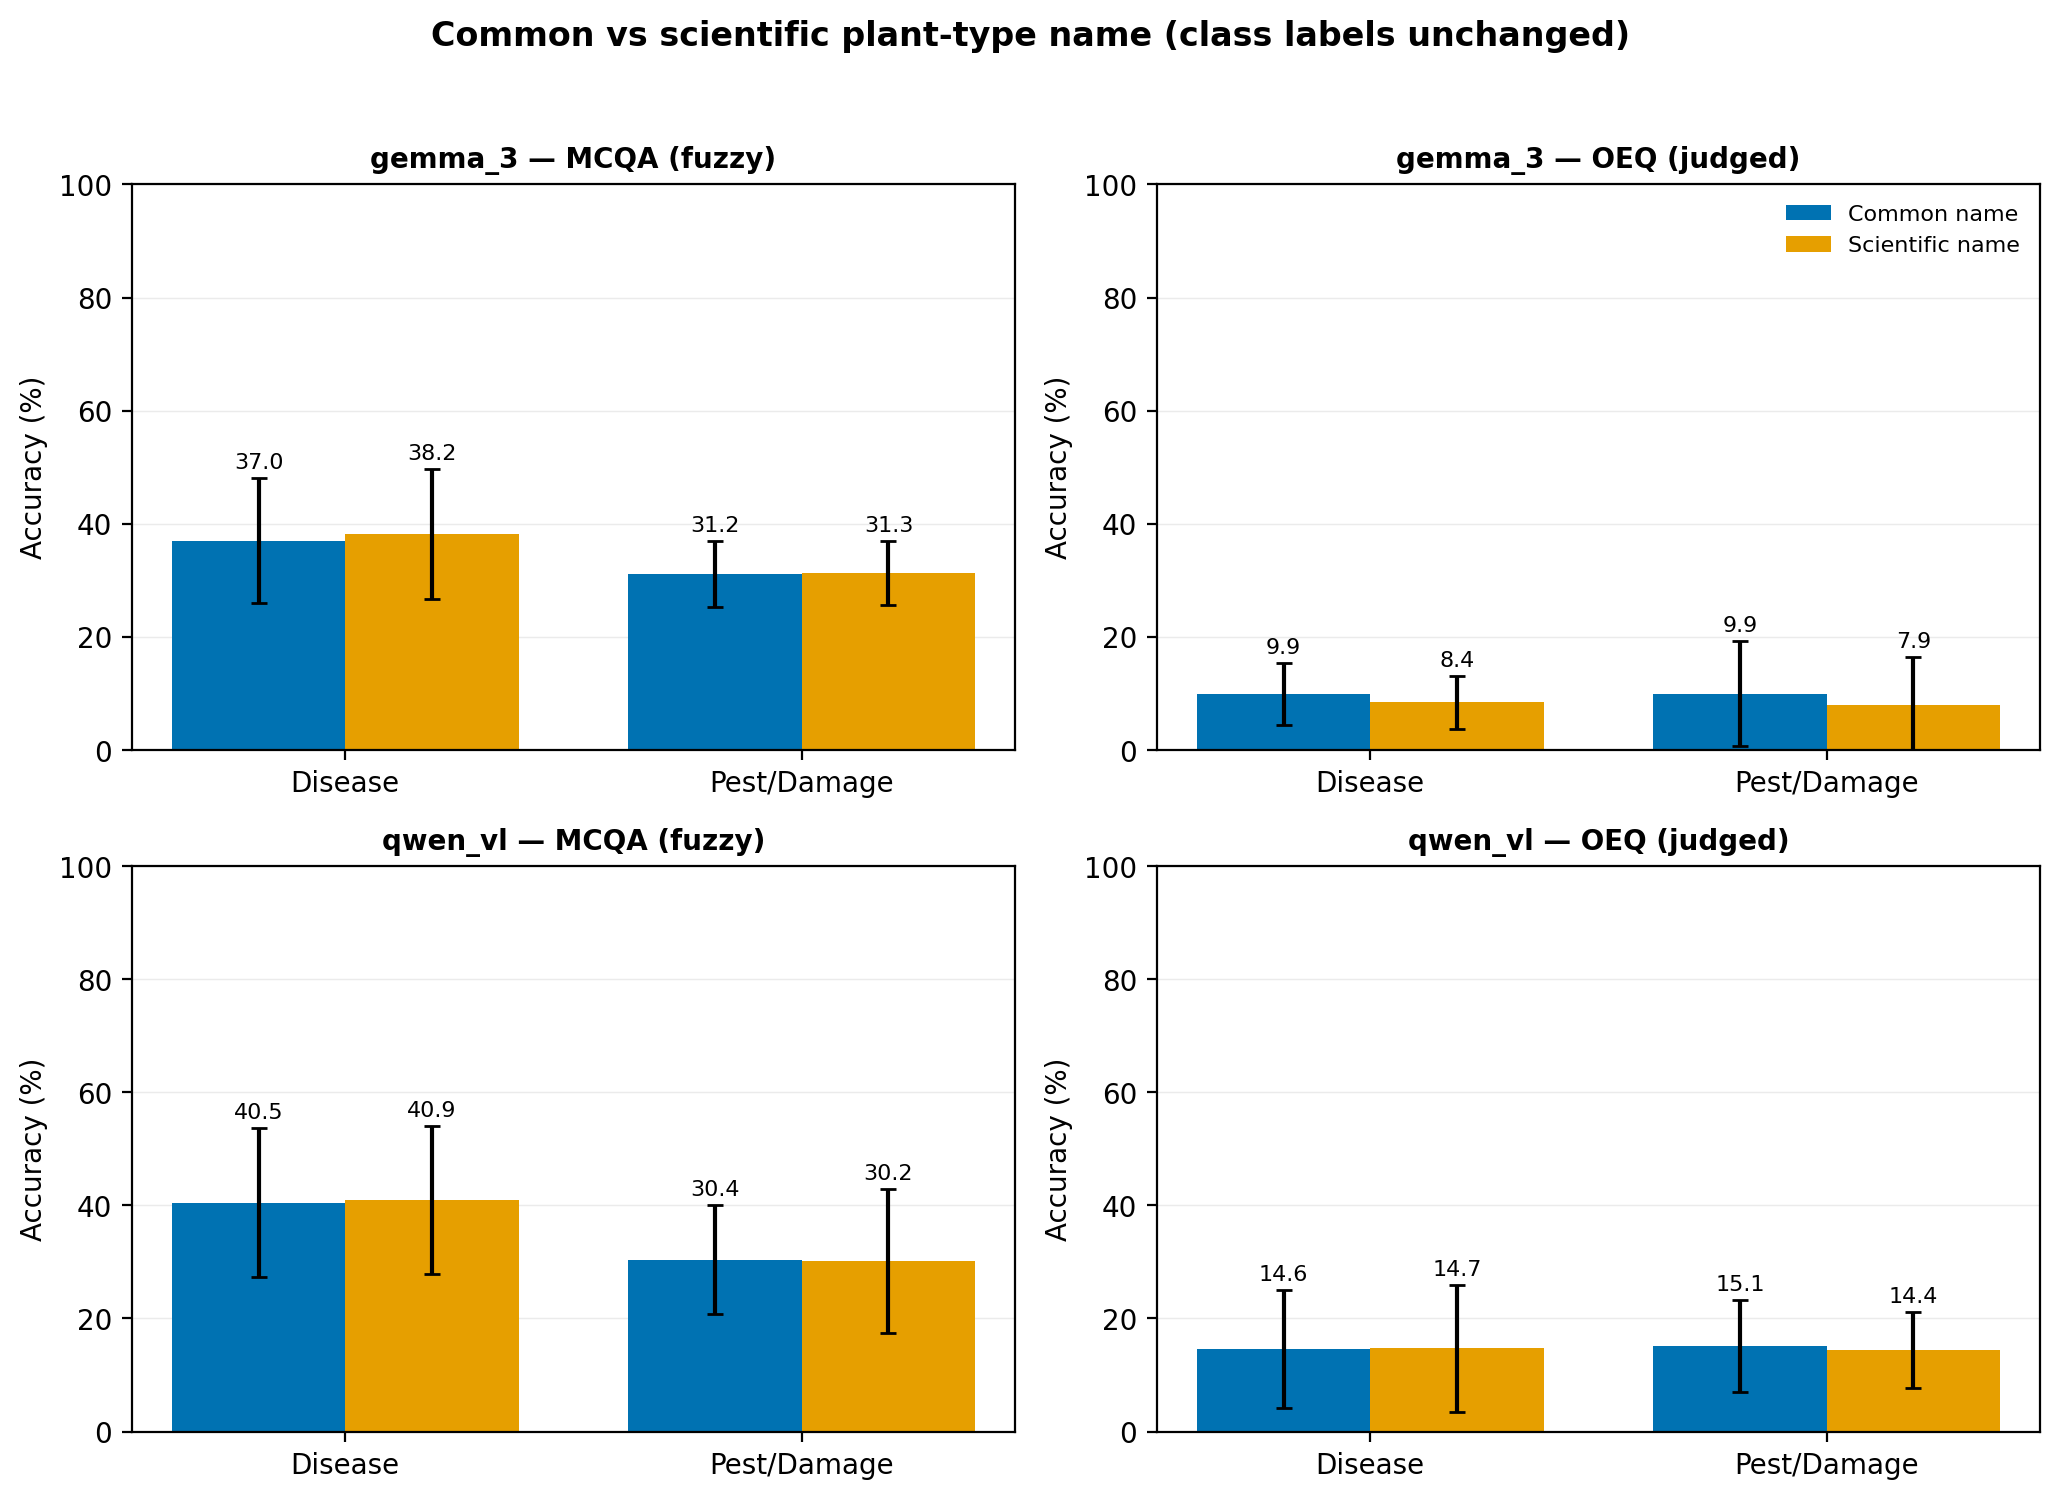 Common vs scientific plant-type name (class labels unchanged)
gemma_3 — MCQA (fuzzy)
Accuracy (%)
100
80
60
40
20
0
37.0
38.2
31.2
31.3
Disease
Pest/Damage
gemma_3 — OEQ (judged)
Accuracy (%)
100
80
60
40
20
0
Common name
Scientific name
9.9
8.4
9.9
7.9
Disease
Pest/Damage
qwen_vl — MCQA (fuzzy)
Accuracy (%)
100
80
60
40
20
0
40.5
40.9
30.4
30.2
Disease
Pest/Damage
qwen_vl — OEQ (judged)
Accuracy (%)
100
80
60
40
20
0
14.6
14.7
15.1
14.4
Disease
Pest/Damage